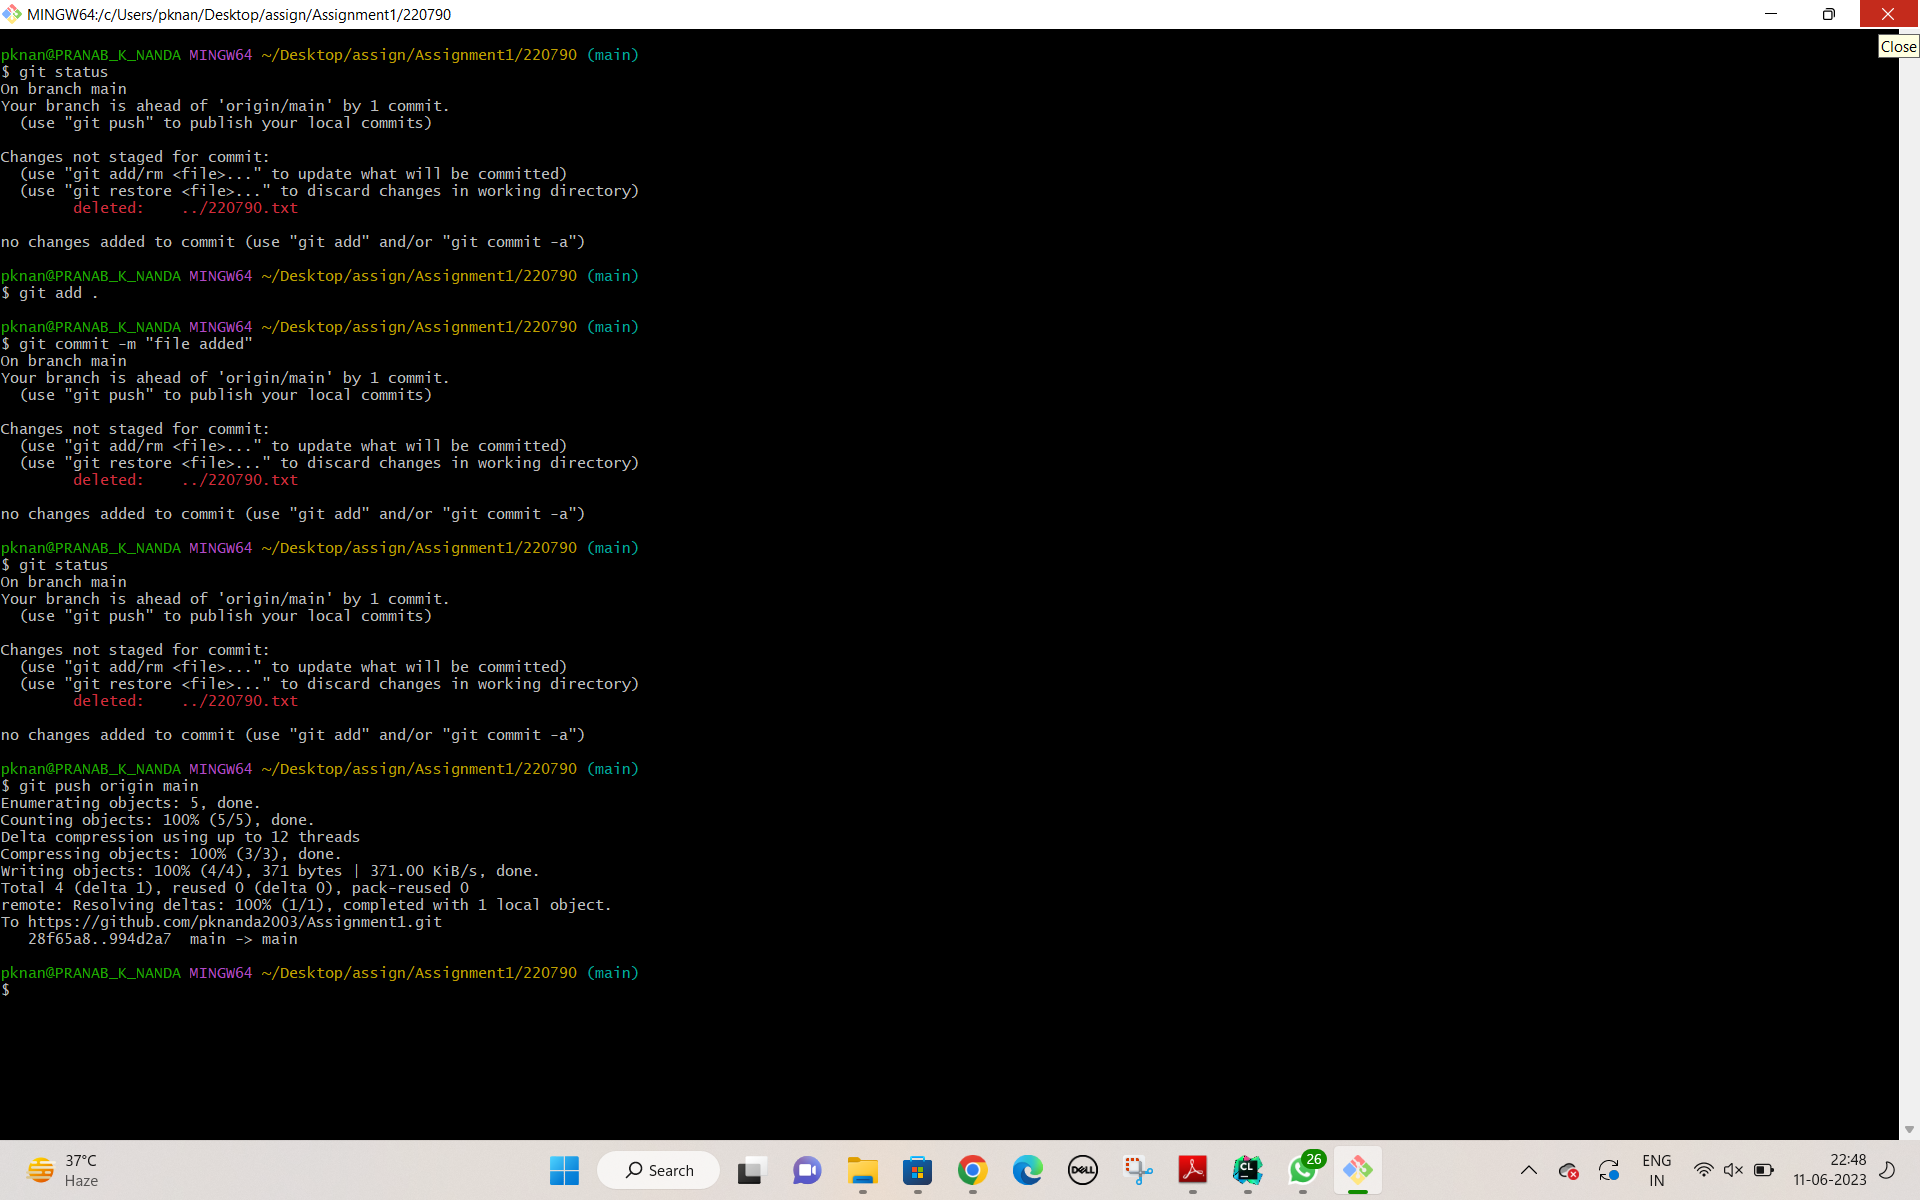 MINGW64:/c/Users/pknan/Desktop/assign/Assignment1/220790
Close
pknan@PRANAB_K_NANDA MINGW64 ~/Desktop/assign/Assignment1/220790 (main)
$ git status
On branch main
Your branch is ahead of 'origin/main' by 1 commit.
  (use "git push" to publish your local commits)
Changes not staged for commit:
  (use "git add/rm <file>..." to update what will be committed)
  (use "git restore <file>..." to discard changes in working directory)
        deleted:    ../220790.txt
no changes added to commit (use "git add" and/or "git commit -a")
pknan@PRANAB_K_NANDA MINGW64 ~/Desktop/assign/Assignment1/220790 (main)
$ git add .
pknan@PRANAB_K_NANDA MINGW64 ~/Desktop/assign/Assignment1/220790 (main)
$ git commit -m "file added"
On branch main
Your branch is ahead of 'origin/main' by 1 commit.
  (use "git push" to publish your local commits)
Changes not staged for commit:
  (use "git add/rm <file>..." to update what will be committed)
  (use "git restore <file>..." to discard changes in working directory)
        deleted:    ../220790.txt
no changes added to commit (use "git add" and/or "git commit -a")
pknan@PRANAB_K_NANDA MINGW64 ~/Desktop/assign/Assignment1/220790 (main)
$ git status
On branch main
Your branch is ahead of 'origin/main' by 1 commit.
  (use "git push" to publish your local commits)
Changes not staged for commit:
  (use "git add/rm <file>..." to update what will be committed)
  (use "git restore <file>..." to discard changes in working directory)
        deleted:    ../220790.txt
no changes added to commit (use "git add" and/or "git commit -a")
pknan@PRANAB_K_NANDA MINGW64 ~/Desktop/assign/Assignment1/220790 (main)
$ git push origin main
Enumerating objects: 5, done.
Counting objects: 100% (5/5), done.
Delta compression using up to 12 threads
Compressing objects: 100% (3/3), done.
Writing objects: 100% (4/4), 371 bytes | 371.00 KiB/s, done.
Total 4 (delta 1), reused 0 (delta 0), pack-reused 0
remote: Resolving deltas: 100% (1/1), completed with 1 local object.
To https://github.com/pknanda2003/Assignment1.git
   28f65a8..994d2a7  main -> main
pknan@PRANAB_K_NANDA MINGW64 ~/Desktop/assign/Assignment1/220790 (main)
$
37°C
Haze
Search
DELL
CL
26
ENG
IN
22:48
11-06-2023